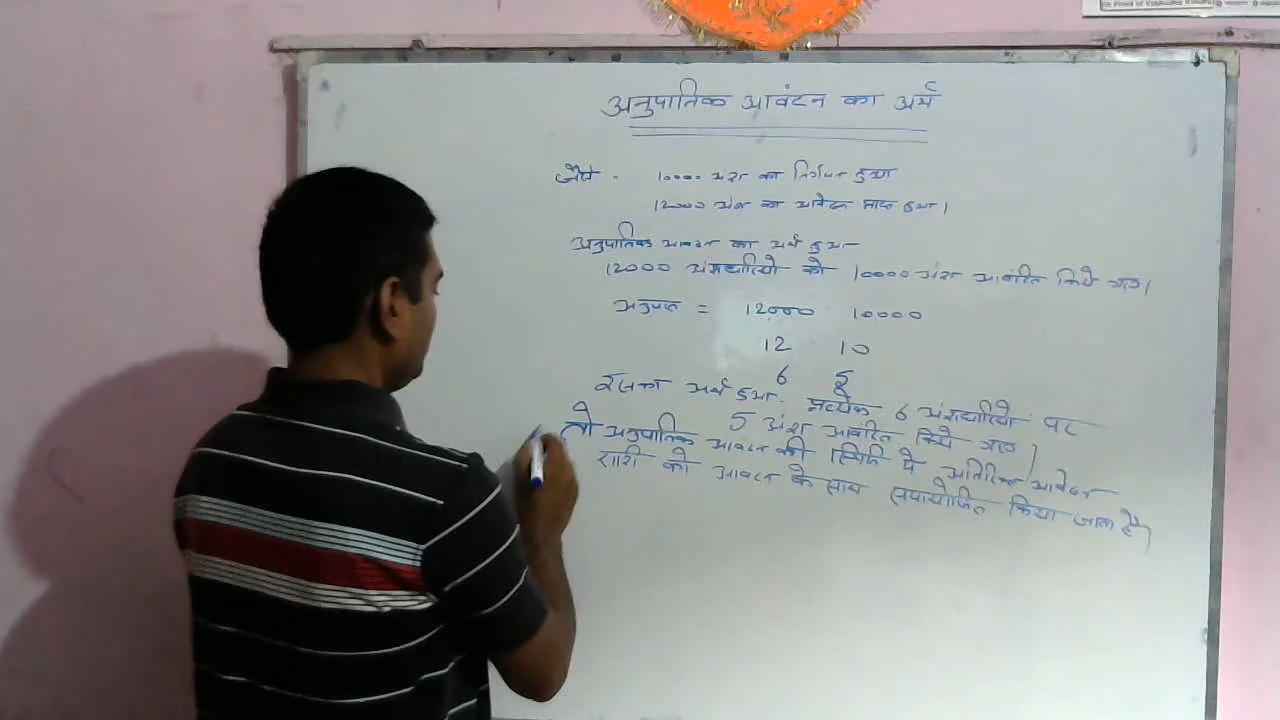 अनुपातिक आवंटन का अर्थ
जैसे - 10000 अंश का निर्गमन हुआ
12000 अंश का आवेदन प्राप्त हुआ।
अनुपातिक आवंटन का अर्थ हुआ-
12000 अंशधारियो को 10000 अंश आवंटित किये गए।
अनुपात = 12000 10000
12 10
6 5
इसका अर्थ हुआ- प्रत्येक 6 अंशधारियो पर
5 अंश आवंटित किये गए।
तो अनुपातिक आवंटन की स्थिति में अतिरिक्त आवेदन
राशी को आवंटन के साथ समायोजित किया जाता है।